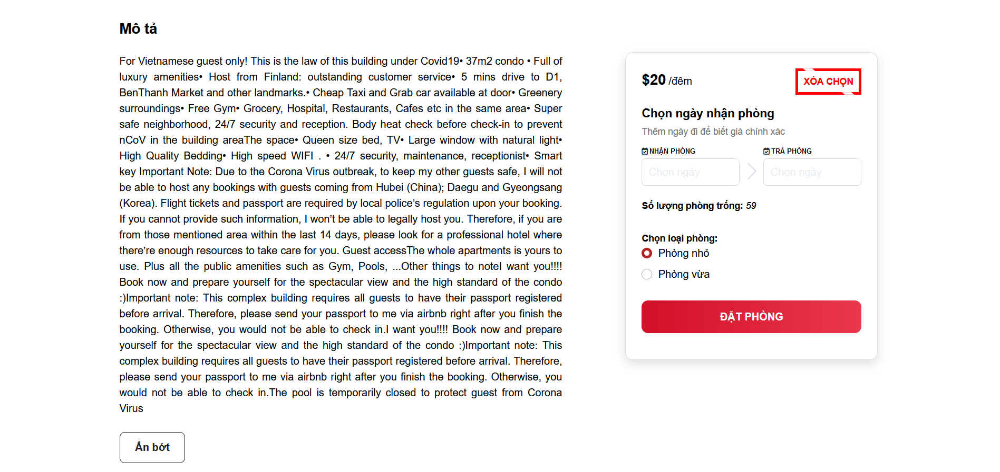 Mô tả
For Vietnamese guest only! This is the law of this building under Covid19• 37m2 condo • Full of
luxury amenities• Host from Finland: outstanding customer service• 5 mins drive to D1,
BenThanh Market and other landmarks.• Cheap Taxi and Grab car available at door• Greenery
surroundings• Free Gym• Grocery, Hospital, Restaurants, Cafes etc in the same area• Super
safe neighborhood, 24/7 security and reception. Body heat check before check-in to prevent
nCoV in the building areaThe space• Queen size bed, TV• Large window with natural light•
High Quality Bedding• High speed WIFI . • 24/7 security, maintenance, receptionist• Smart
key Important Note: Due to the Corona Virus outbreak, to keep my other guests safe, I will not
be able to host any bookings with guests coming from Hubei (China); Daegu and Gyeongsang
(Korea). Flight tickets and passport are required by local police’s regulation upon your booking.
If you cannot provide such information, I won’t be able to legally host you. Therefore, if you are
from those mentioned area within the last 14 days, please look for a professional hotel where
there’re enough resources to take care for you. Guest accessThe whole apartments is yours to
use. Plus all the public amenities such as Gym, Pools, ...Other things to noteI want you!!!!
Book now and prepare yourself for the spectacular view and the high standard of the condo
:)Important note: This complex building requires all guests to have their passport registered
before arrival. Therefore, please send your passport to me via airbnb right after you finish the
booking. Otherwise, you would not be able to check in.I want you!!!! Book now and prepare
yourself for the spectacular view and the high standard of the condo :)Important note: This
complex building requires all guests to have their passport registered before arrival. Therefore,
please send your passport to me via airbnb right after you finish the booking. Otherwise, you
would not be able to check in.The pool is temporarily closed to protect guest from Corona
Virus
Ẩn bớt
$20 /đêm
XÓA CHỌN
Chọn ngày nhận phòng
Thêm ngày đi để biết giá chính xác
NHẬN PHÒNG
TRẢ PHÒNG
Chọn ngày
Chọn ngày
Số lượng phòng trống: 59
Chọn loại phòng:
Phòng nhỏ
Phòng vừa
ĐẶT PHÒNG